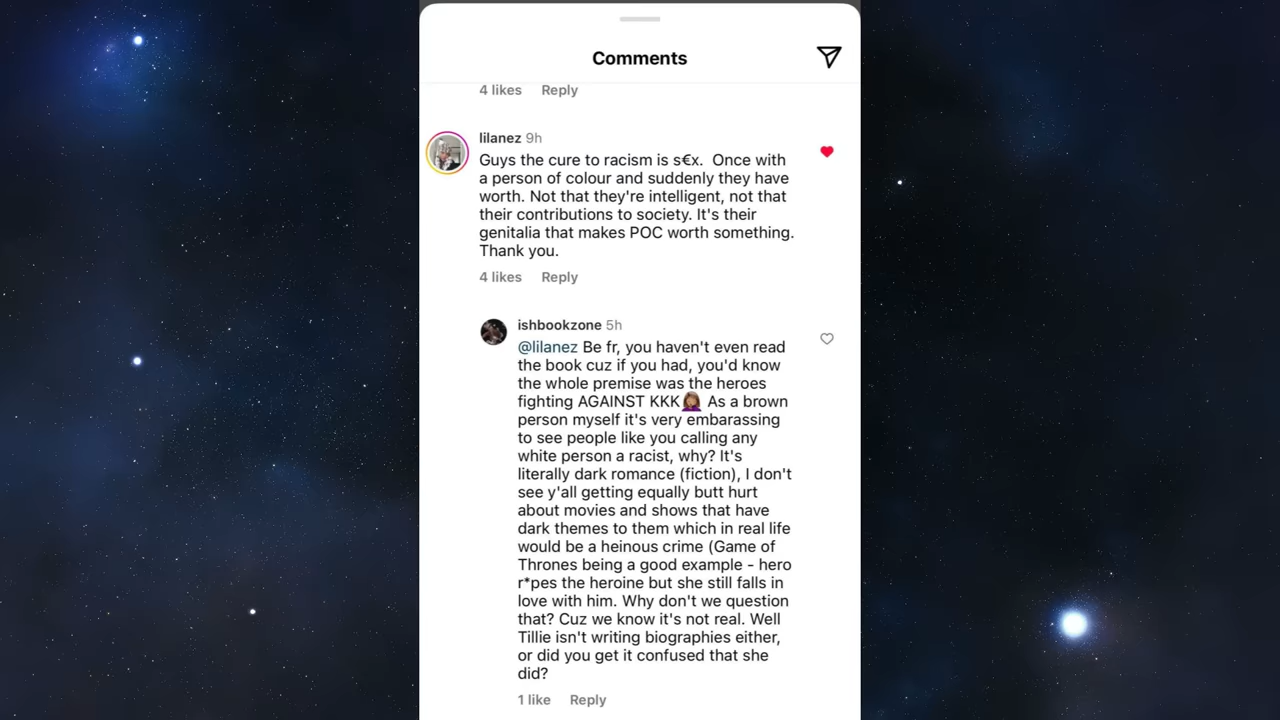 Comments
4 likes Reply
lilanez 9h
Guys the cure to racism is s€x.  Once with
a person of colour and suddenly they have
worth. Not that they're intelligent, not that
their contributions to society. It's their
genitalia that makes POC worth something.
Thank you.
4 likes Reply
ishbookzone 5h
@lilanez Be fr, you haven't even read
the book cuz if you had, you'd know
the whole premise was the heroes
fighting AGAINST KKK🤦🏽‍♀️ As a brown
person myself it's very embarassing
to see people like you calling any
white person a racist, why? It's
literally dark romance (fiction), I don't
see y'all getting equally butt hurt
about movies and shows that have
dark themes to them which in real life
would be a heinous crime (Game of
Thrones being a good example - hero
r*pes the heroine but she still falls in
love with him. Why don't we question
that? Cuz we know it's not real. Well
Tillie isn't writing biographies either,
or did you get it confused that she
did?
1 like Reply